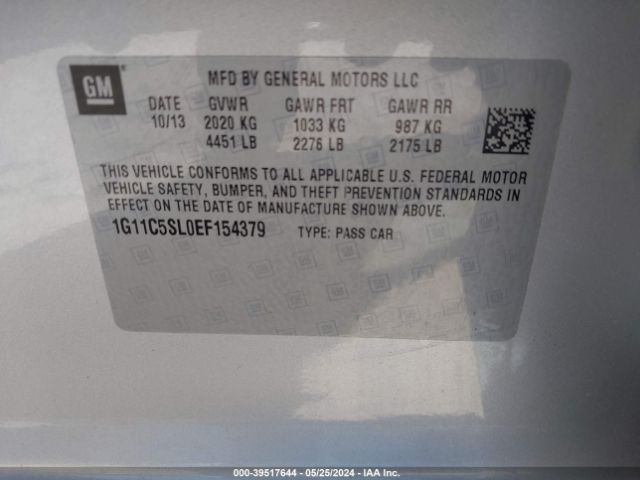 GM
MFD BY GENERAL MOTORS LLC
DATE GVWR GAWR FRT GAWR RR
10/13 2020 KG 1033 KG 987 KG
4451 LB 2276 LB 2175 LB
THIS VEHICLE CONFORMS TO ALL APPLICABLE U.S. FEDERAL MOTOR
VEHICLE SAFETY, BUMPER, AND THEFT PREVENTION STANDARDS IN
EFFECT ON THE DATE OF MANUFACTURE SHOWN ABOVE.
1G11C5SL0EF154379 TYPE: PASS CAR
000-39517644 - 05/25/2024 - IAA Inc.